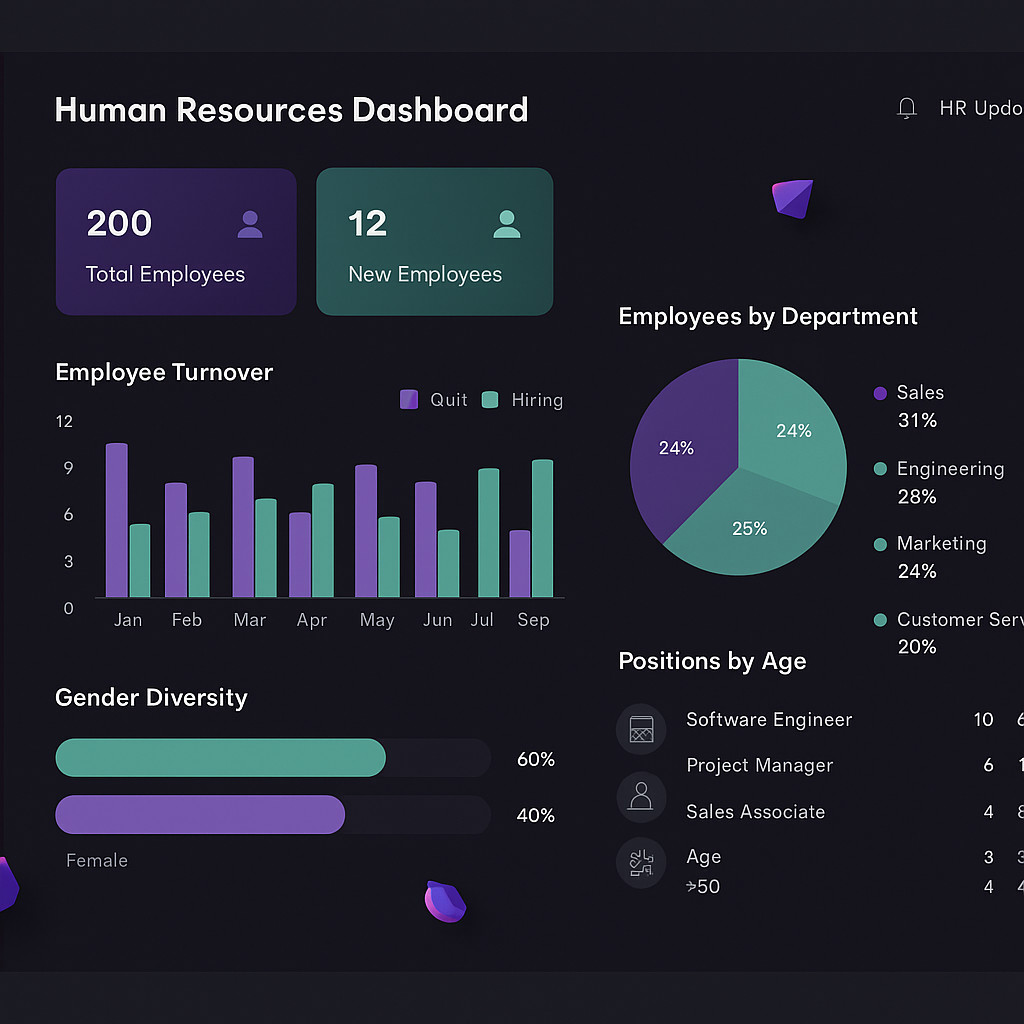 Human Resources Dashboard
HR Updo
200
Total Employees
12
New Employees
Employee Turnover
Quit
Hiring
12
9
6
3
0
Jan Feb Mar Apr May Jun Jul Sep
Employees by Department
24%
24%
25%
Sales
31%
Engineering
28%
Marketing
24%
Customer Serv
20%
Gender Diversity
60%
40%
Female
Positions by Age
Software Engineer 10 6
Project Manager 6 1
Sales Associate 4 8
Age 3 3
>50 4 4